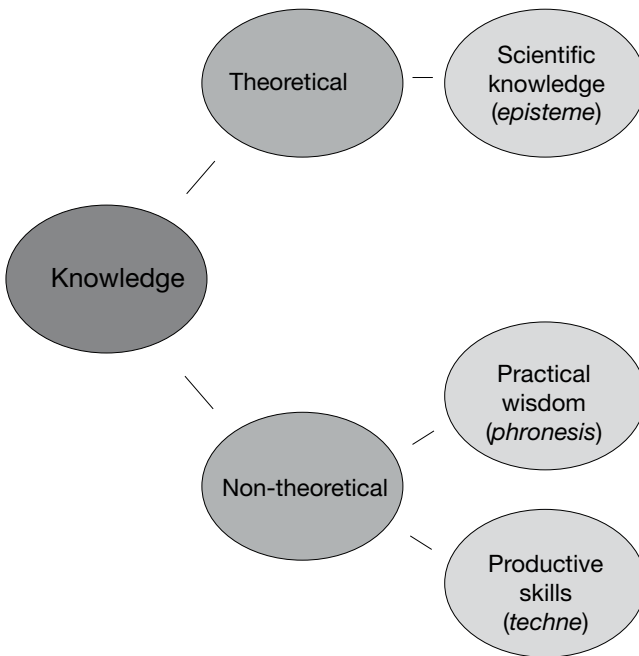 Theoretical
Scientific
knowledge
(episteme)
Knowledge
Non-theoretical
Practical
wisdom
(phronesis)
Productive
skills
(techne)